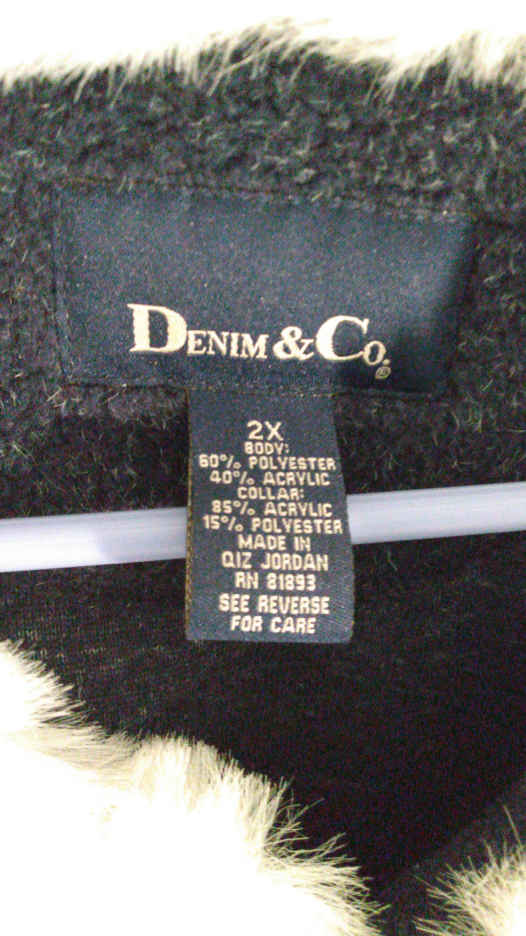 DENIM & CO.®
2X
BODY:
60% POLYESTER
40% ACRYLIC
COLLAR:
85% ACRYLIC
15% POLYESTER
MADE IN
QIZ JORDAN
RN 81893
SEE REVERSE
FOR CARE